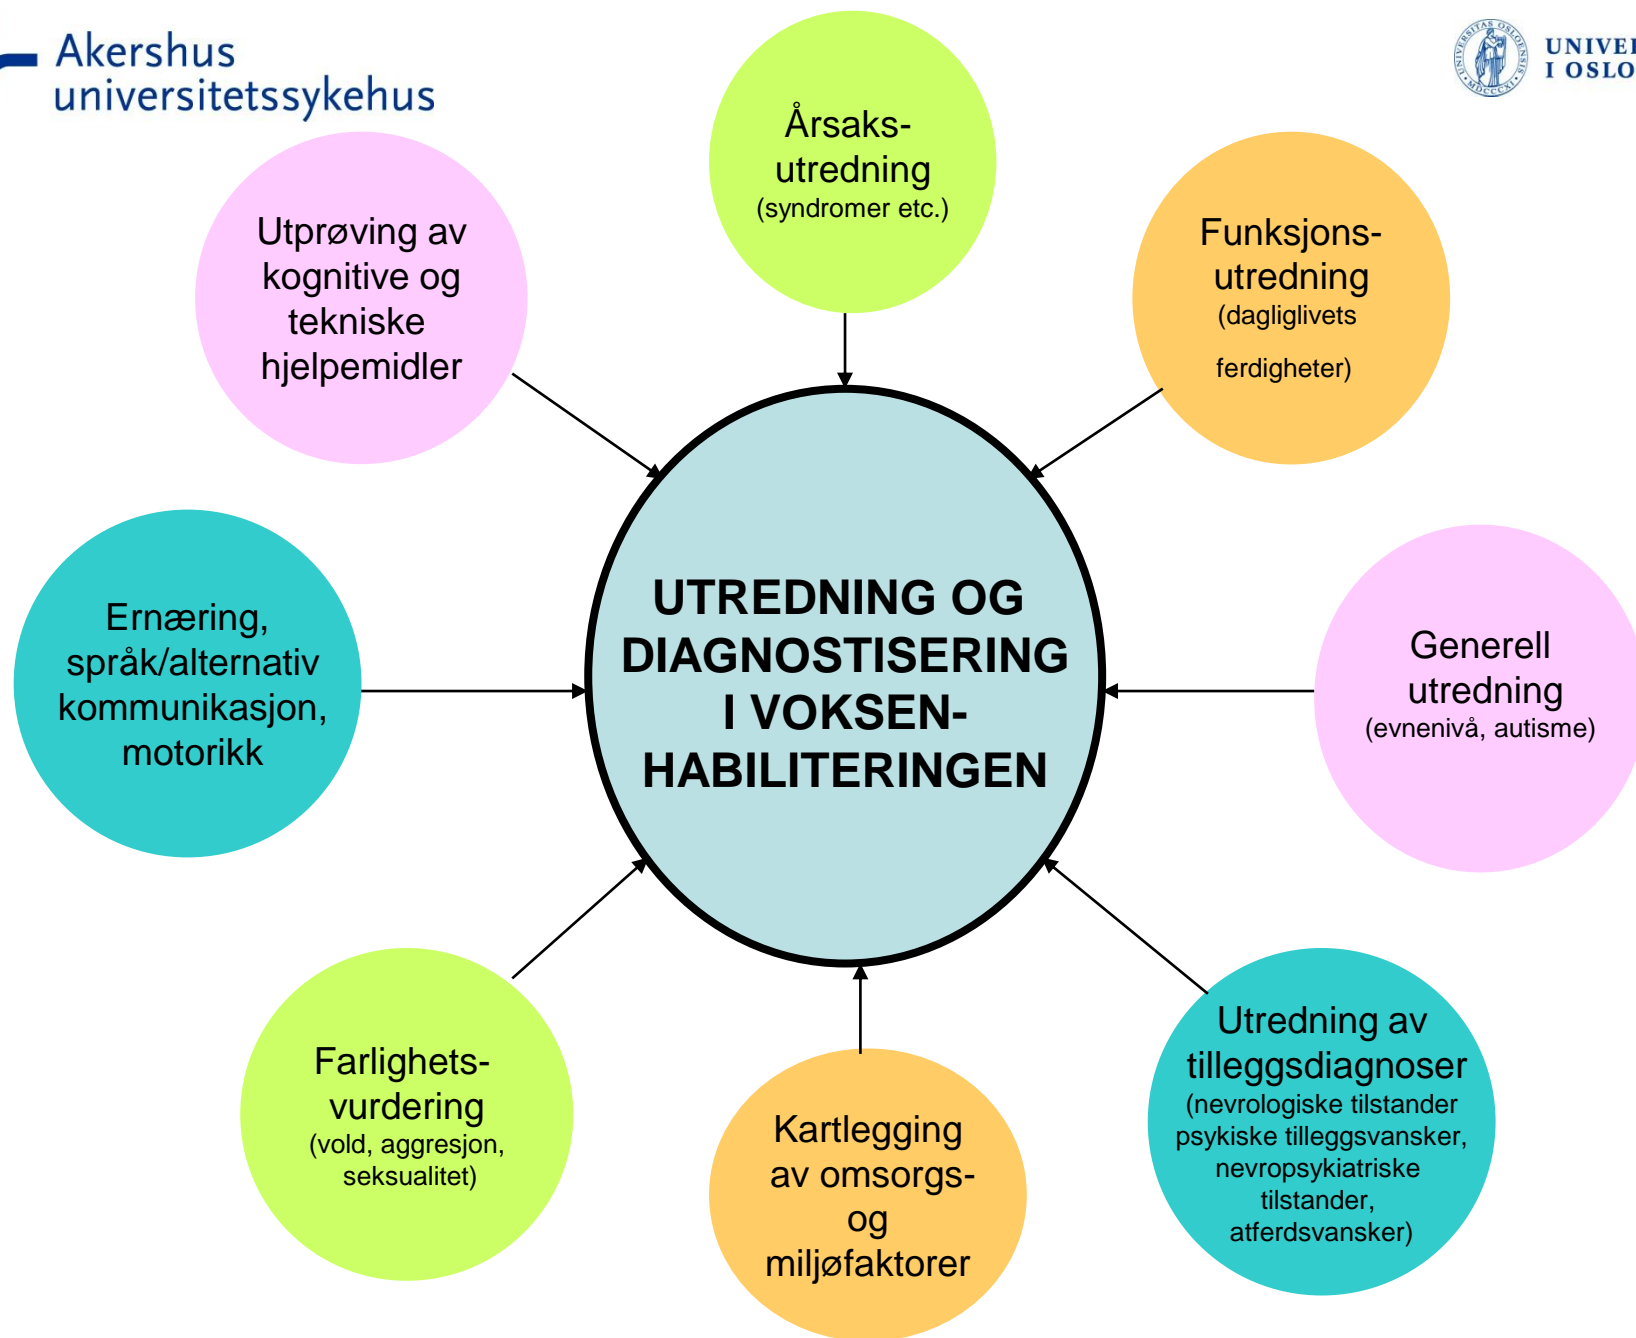 Akershus
universitetssykehus
I OSLO
Årsaks-
utredning
(syndromer etc.)
Utprøving av
kognitive og
tekniske
hjelpemidler
Funksjons-
utredning
(dagliglivets
ferdigheter)
Ernæring,
språk/alternativ
kommunikasjon,
motorikk
UTREDNING OG
DIAGNOSTISERING
I VOKSEN-
HABILITERINGEN
Generell
utredning
(evnenivå, autisme)
Farlighets-
vurdering
(vold, aggresjon,
seksualitet)
Kartlegging
av omsorgs-
og
miljøfaktorer
Utredning av
tilleggsdiagnoser
(nevrologiske tilstander
psykiske tilleggsvansker,
nevropsykiatriske
tilstander,
atferdsvansker)